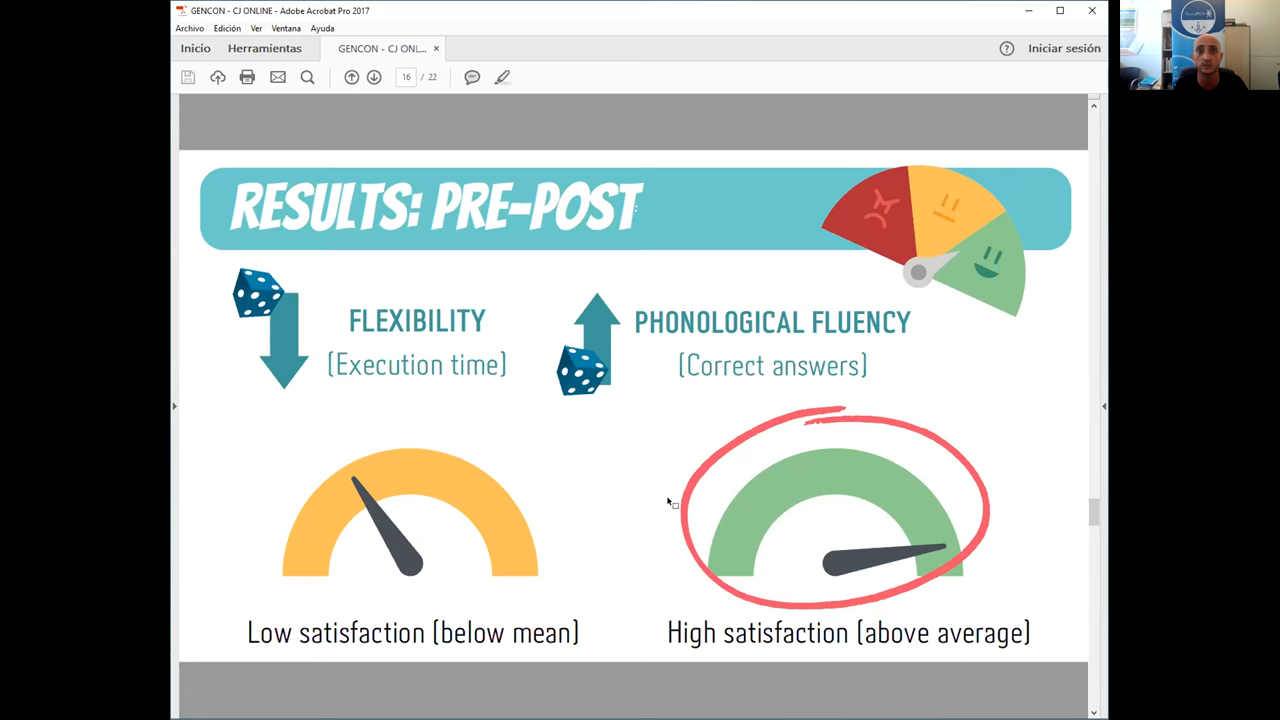 GENCON - CJ ONLINE - Adobe Acrobat Pro 2017
Archivo Edición Ver Ventana Ayuda
Inicio Herramientas GENCON - CJ ONL... × Iniciar sesión
16 / 22
RESULTS: PRE-POST
FLEXIBILITY
(Execution time)
PHONOLOGICAL FLUENCY
(Correct answers)
Low satisfaction (below mean)
High satisfaction (above average)